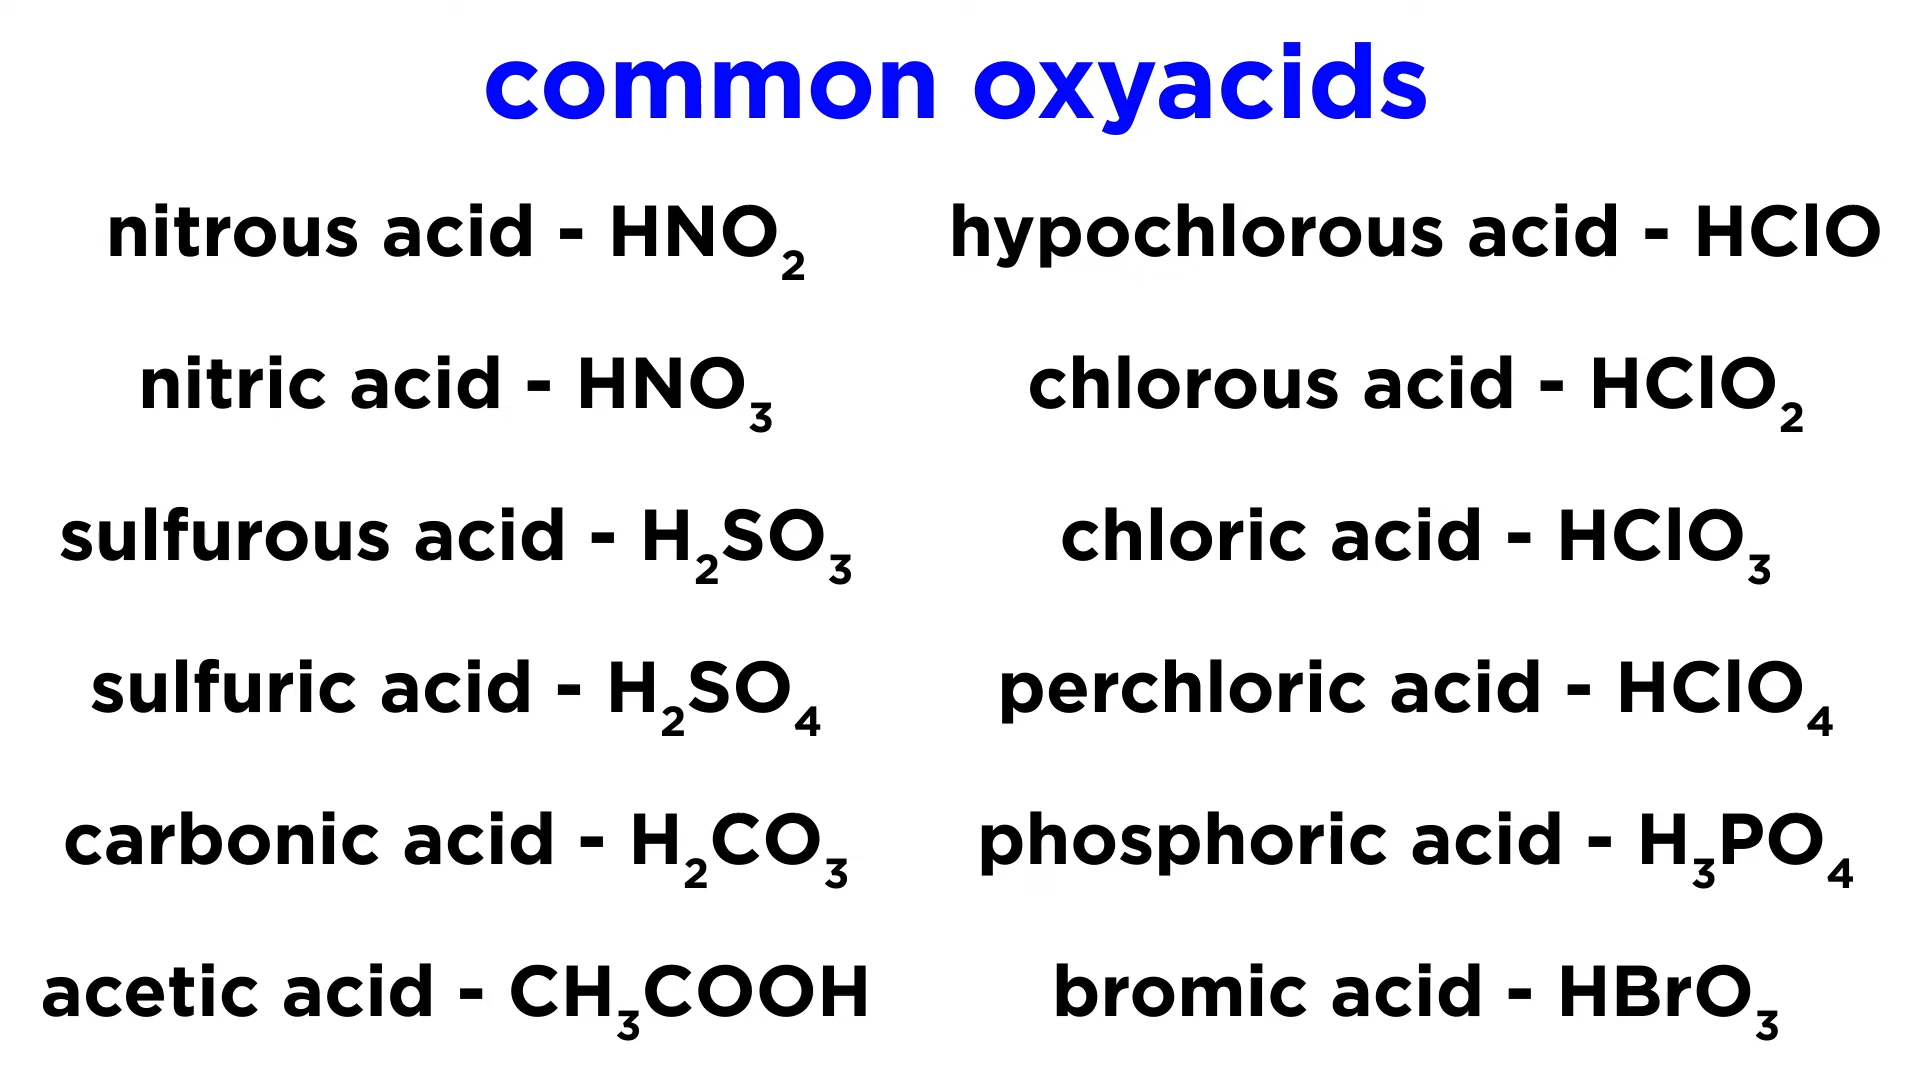 common oxyacids
nitrous acid - HNO₂
nitric acid - HNO₃
sulfurous acid - H₂SO₃
sulfuric acid - H₂SO₄
carbonic acid - H₂CO₃
acetic acid - CH₃COOH
hypochlorous acid - HClO
chlorous acid - HClO₂
chloric acid - HClO₃
perchloric acid - HClO₄
phosphoric acid - H₃PO₄
bromic acid - HBrO₃